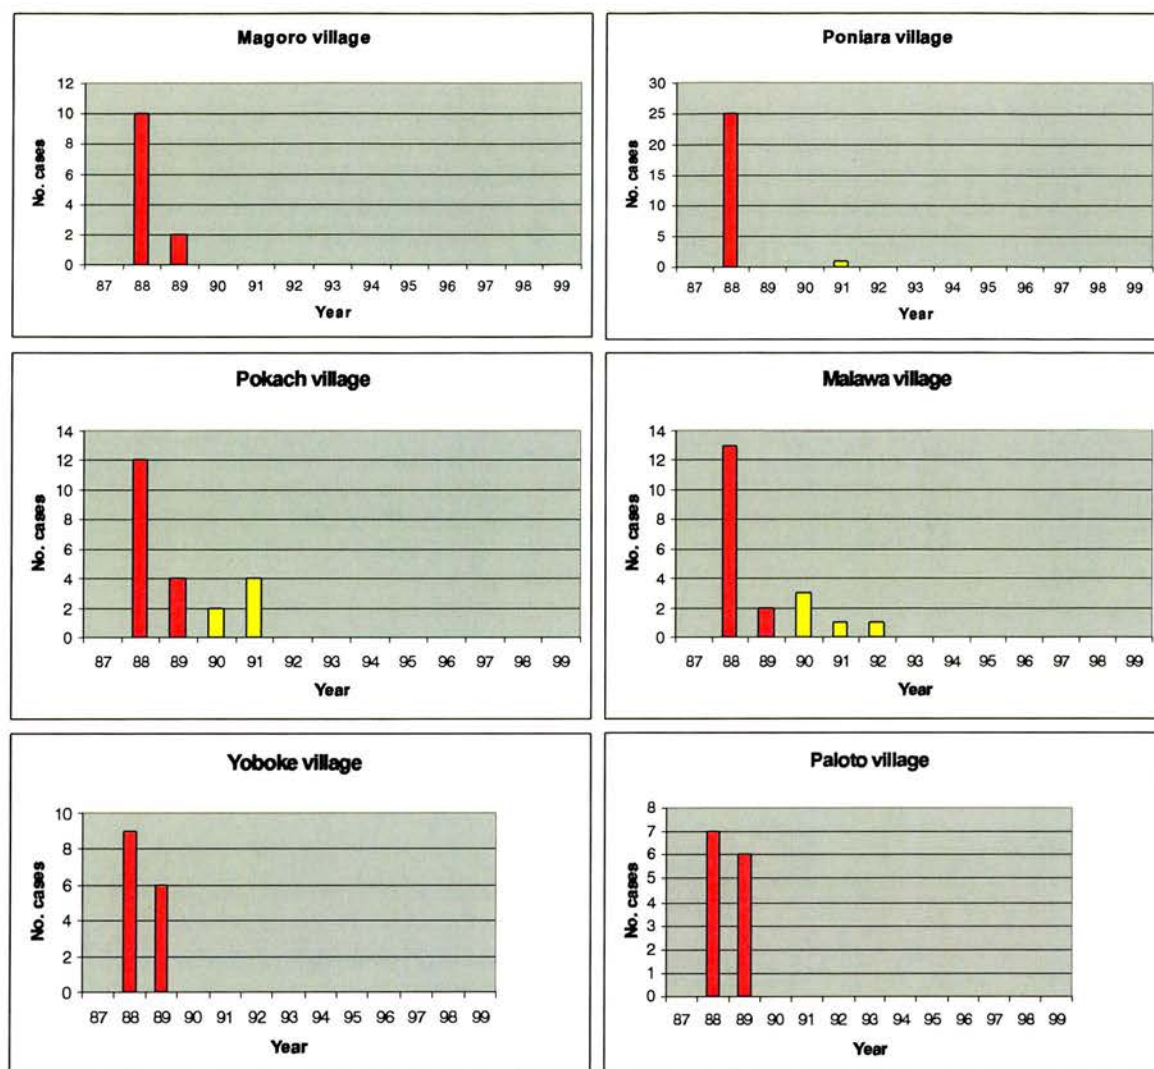 Magoro village
No. cases
12
10
8
6
4
2
0
87 88 89 90 91 92 93 94 95 96 97 98 99
Year
Poniara village
No. cases
30
25
20
15
10
5
0
87 88 89 90 91 92 93 94 95 96 97 98 99
Year
Pokach village
No. cases
14
12
10
8
6
4
2
0
87 88 89 90 91 92 93 94 95 96 97 98 99
Year
Malawa village
No. cases
14
12
10
8
6
4
2
0
87 88 89 90 91 92 93 94 95 96 97 98 99
Year
Yoboke village
No. cases
10
8
6
4
2
0
87 88 89 90 91 92 93 94 95 96 97 98 99
Year
Paloto village
No. cases
8
7
6
5
4
3
2
1
0
87 88 89 90 91 92 93 94 95 96 97 98 99
Year